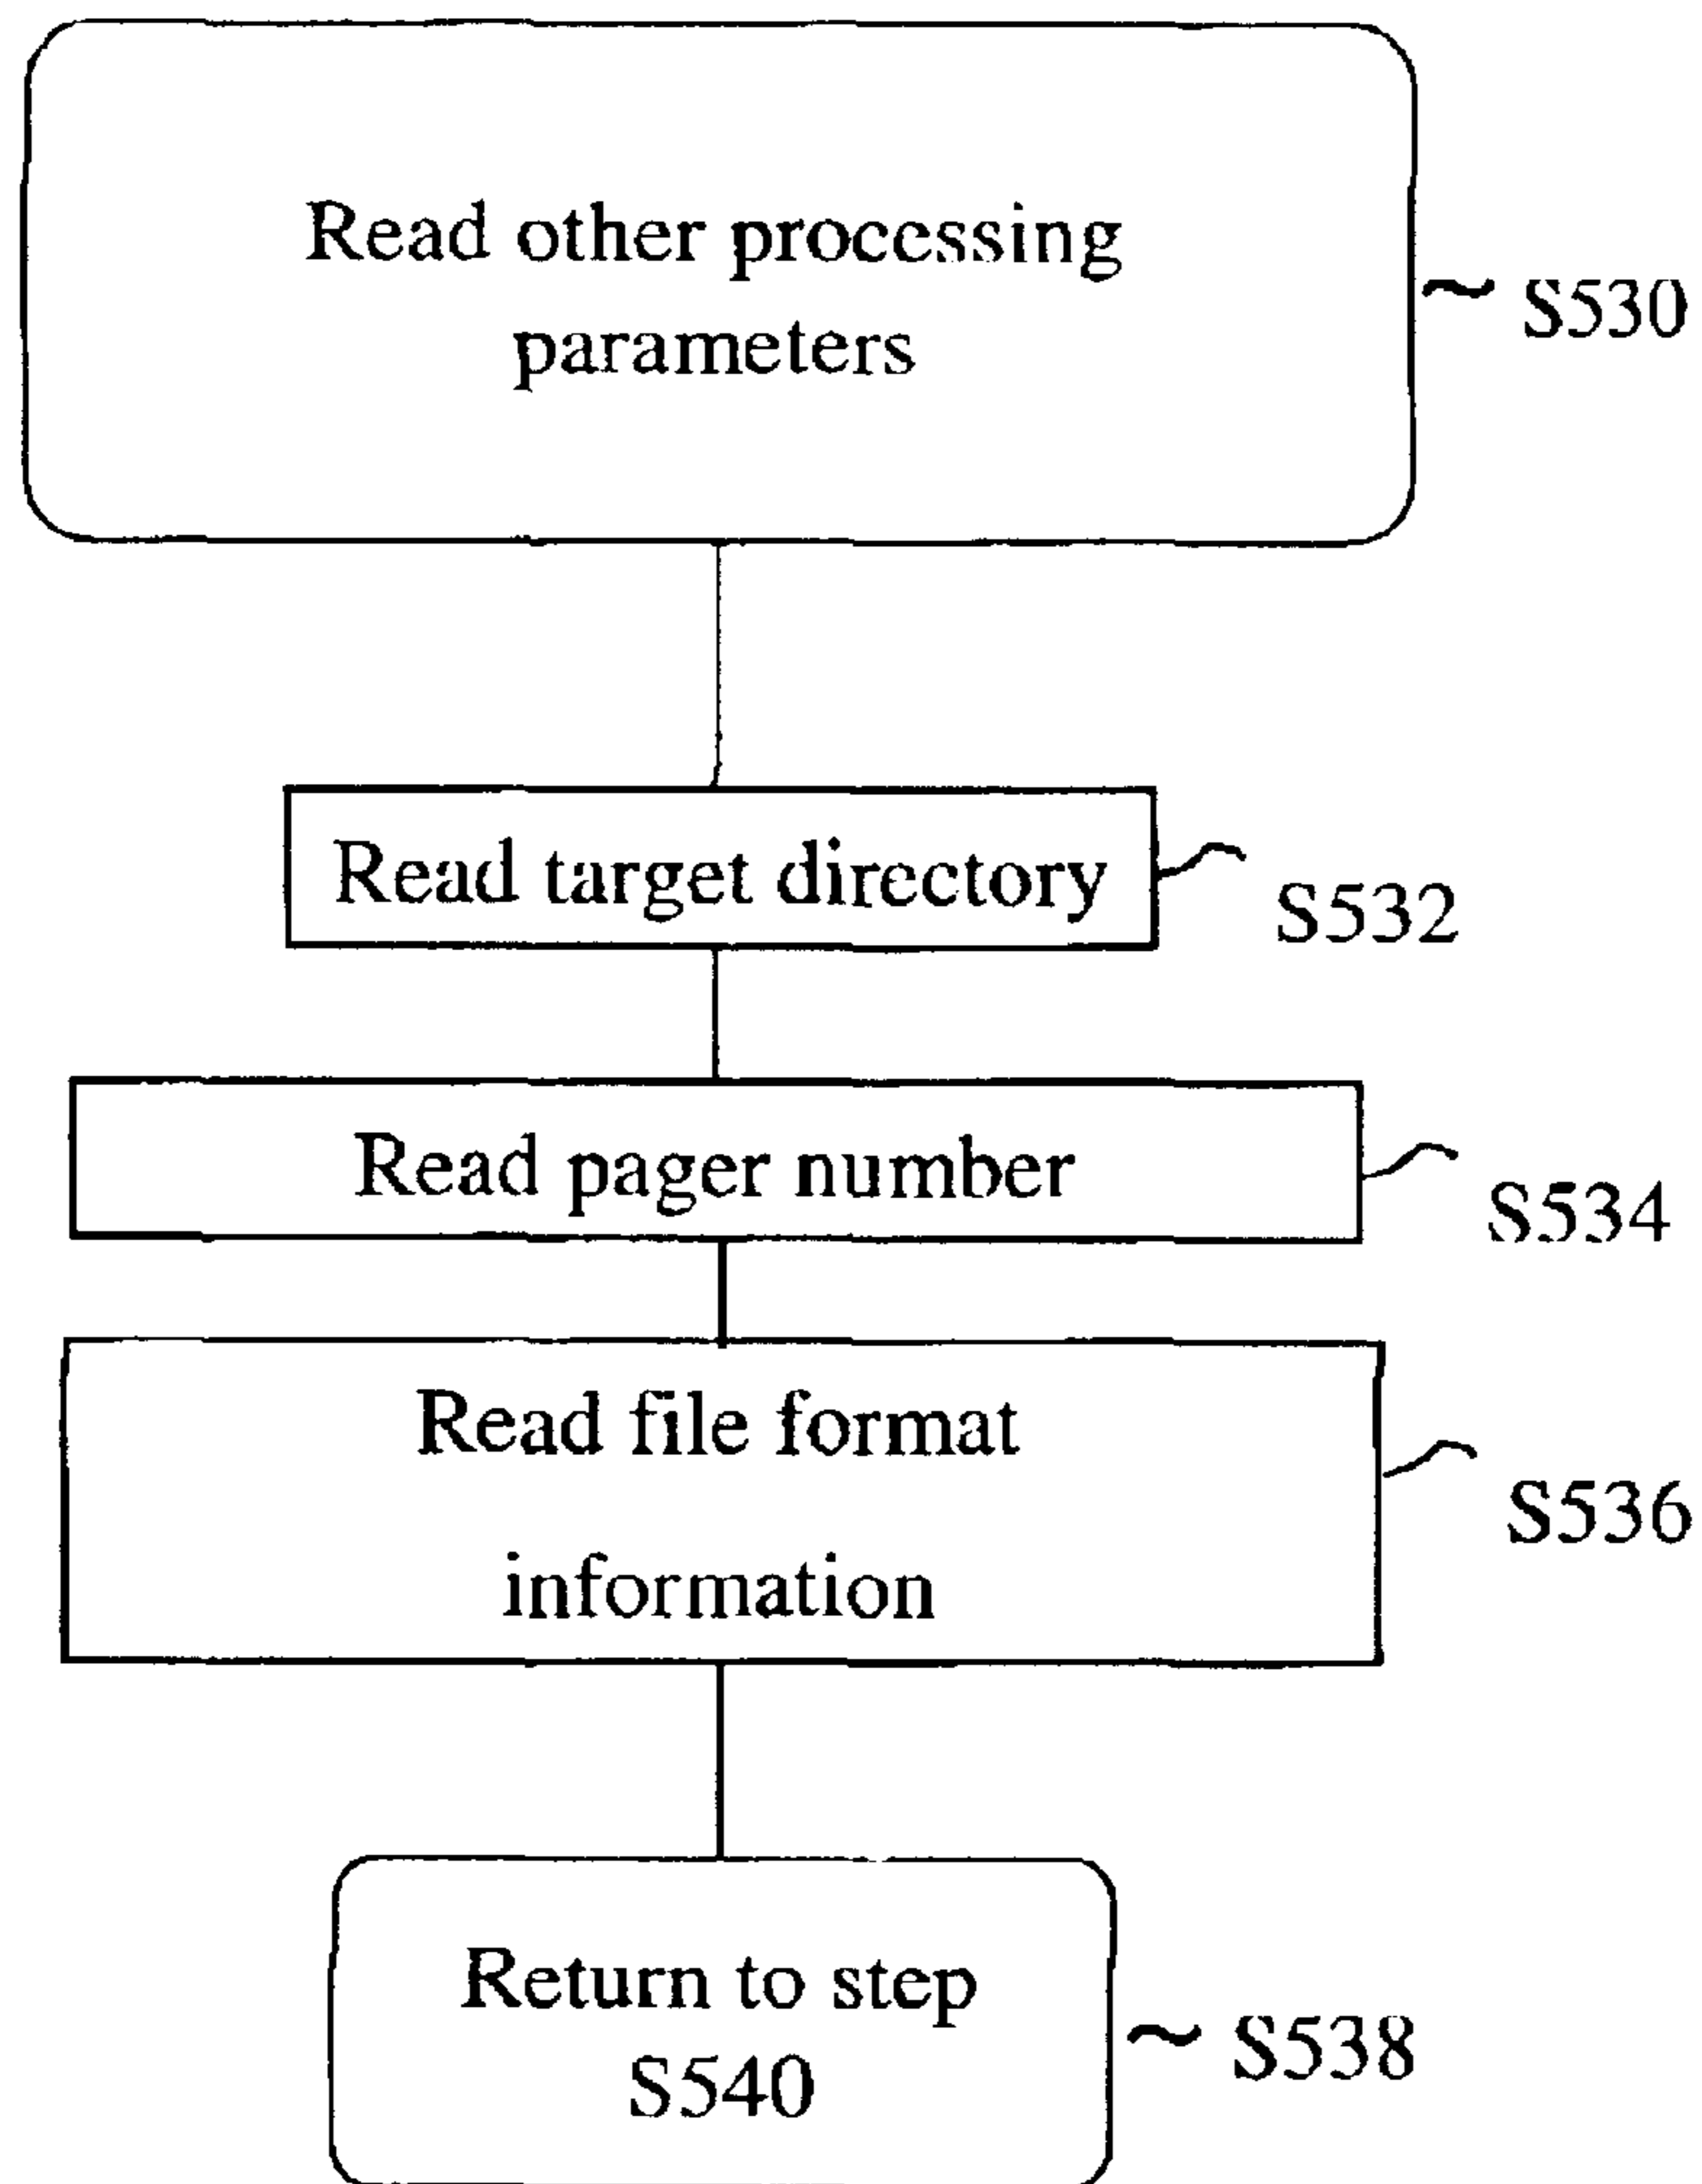 Read other processing
parameters
S530
Read target directory
S532
Read pager number
S534
Read file format
S536
information
Return to step
S540
S538